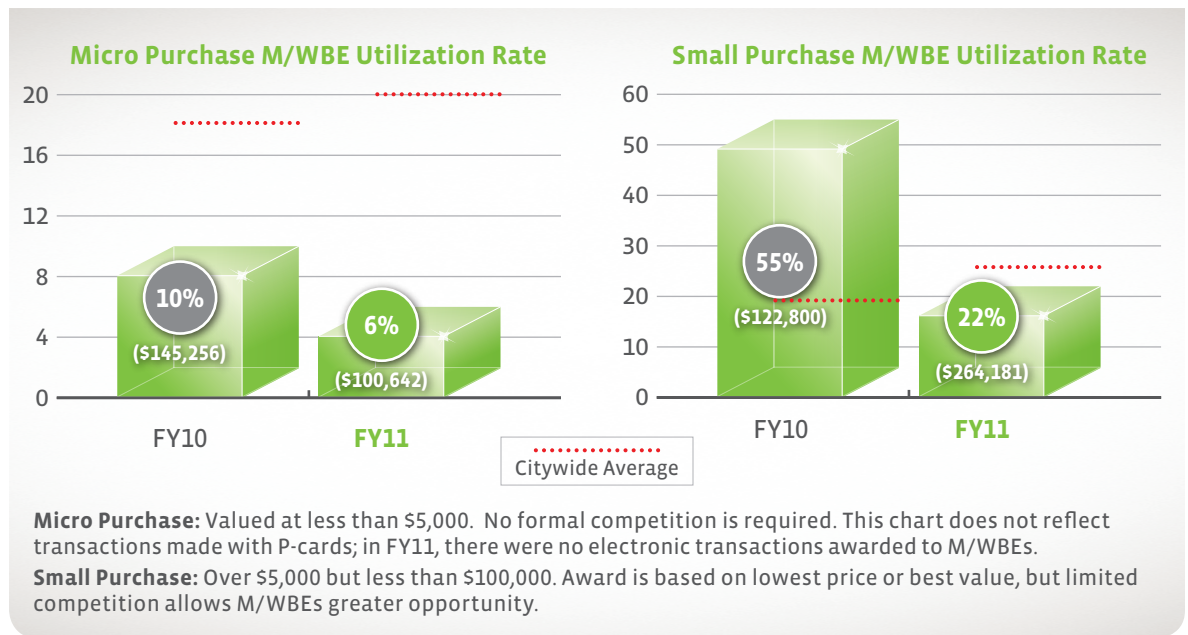 Micro Purchase M/WBE Utilization Rate
20
16
12
8
4
0
10%
($145,256)
6%
($100,642)
FY10
FY11
Small Purchase M/WBE Utilization Rate
60
50
40
30
20
10
0
55%
($122,800)
22%
($264,181)
FY10
FY11
Citywide Average
Micro Purchase: Valued at less than $5,000. No formal competition is required. This chart does not reflect
transactions made with P-cards; in FY11, there were no electronic transactions awarded to M/WBEs.
Small Purchase: Over $5,000 but less than $100,000. Award is based on lowest price or best value, but limited
competition allows M/WBEs greater opportunity.